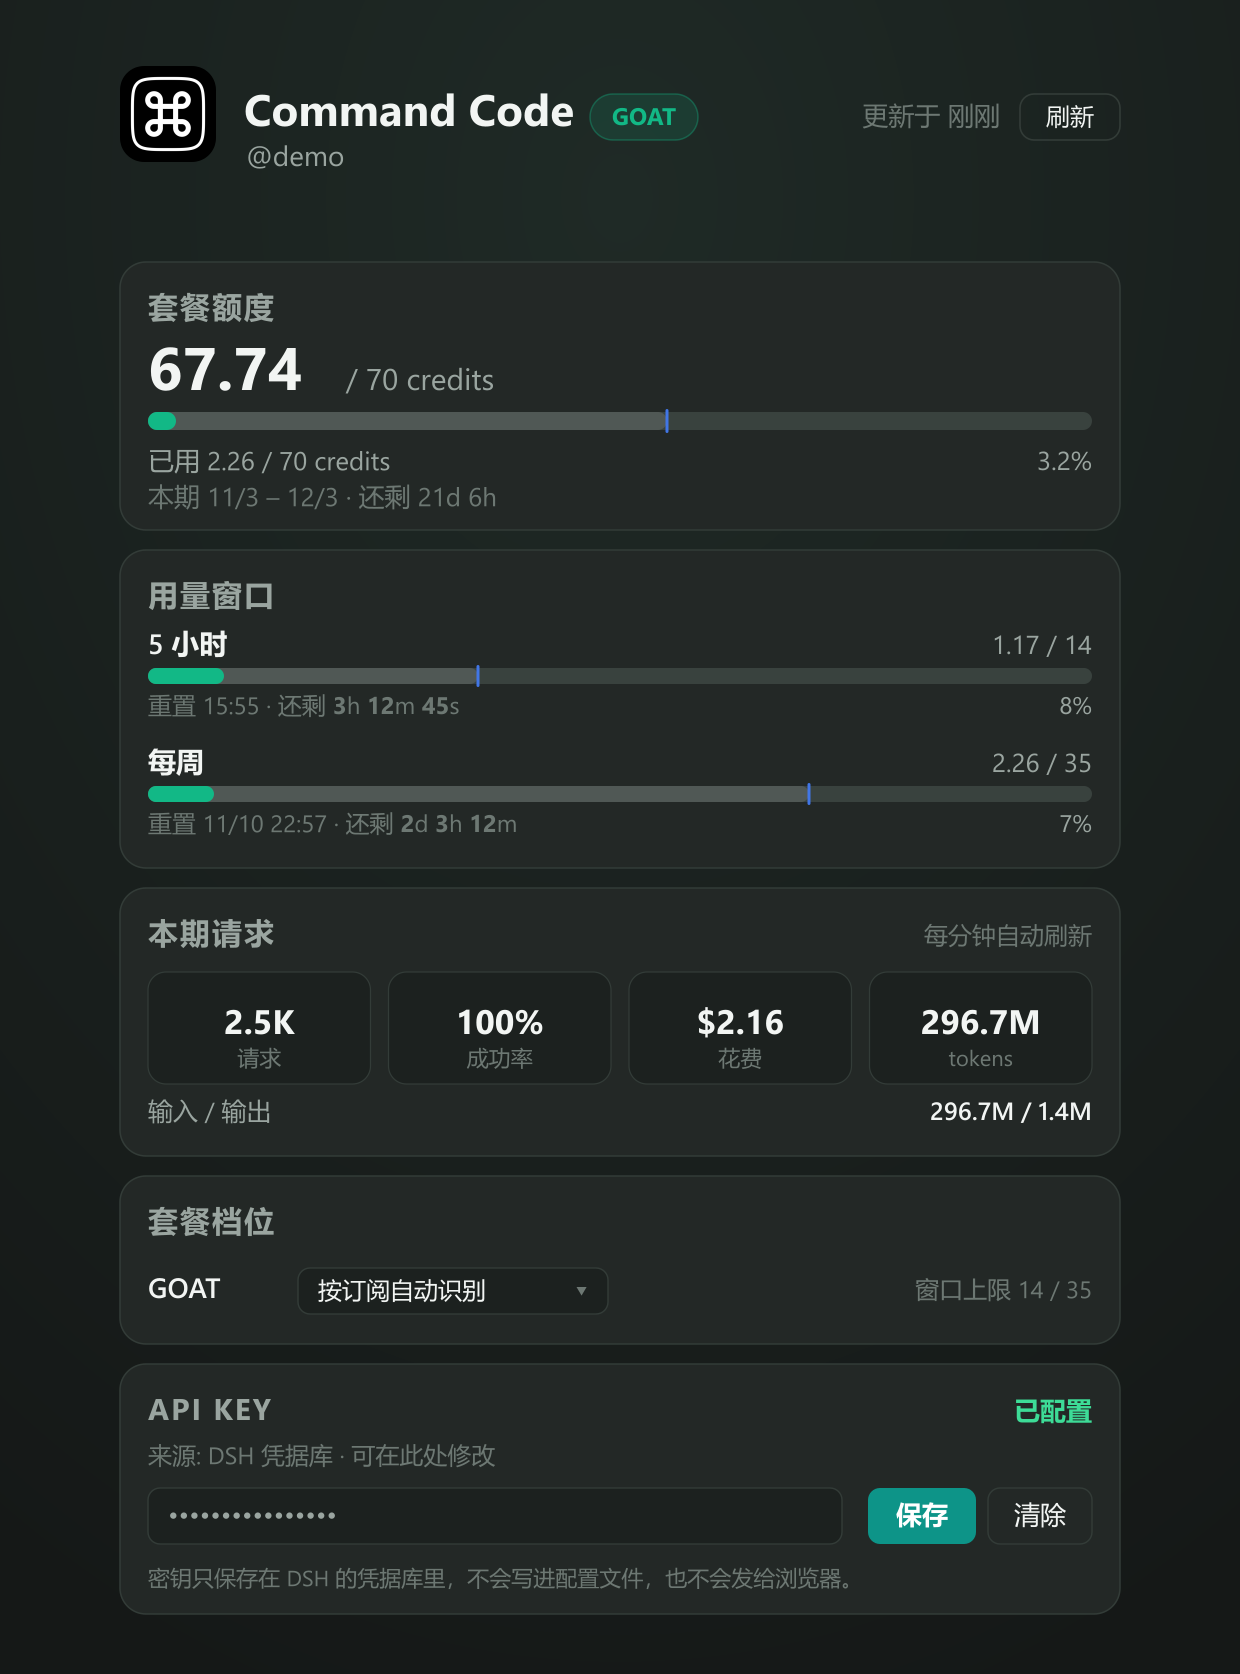 Command Code GOAT
更新于 刚刚 刷新
@demo
套餐额度
67.74 / 70 credits
已用 2.26 / 70 credits 3.2%
本期 11/3 – 12/3 · 还剩 21d 6h
用量窗口
5 小时 1.17 / 14
重置 15:55 · 还剩 3h 12m 45s 8%
每周 2.26 / 35
重置 11/10 22:57 · 还剩 2d 3h 12m 7%
本期请求 每分钟自动刷新
2.5K 100% $2.16 296.7M
请求 成功率 花费 tokens
输入 / 输出 296.7M / 1.4M
套餐档位
GOAT 按订阅自动识别 窗口上限 14 / 35
API KEY 已配置
来源: DSH 凭据库 · 可在此处修改
•••••••••••••••• 保存 清除
密钥只保存在 DSH 的凭据库里，不会写进配置文件，也不会发给浏览器。